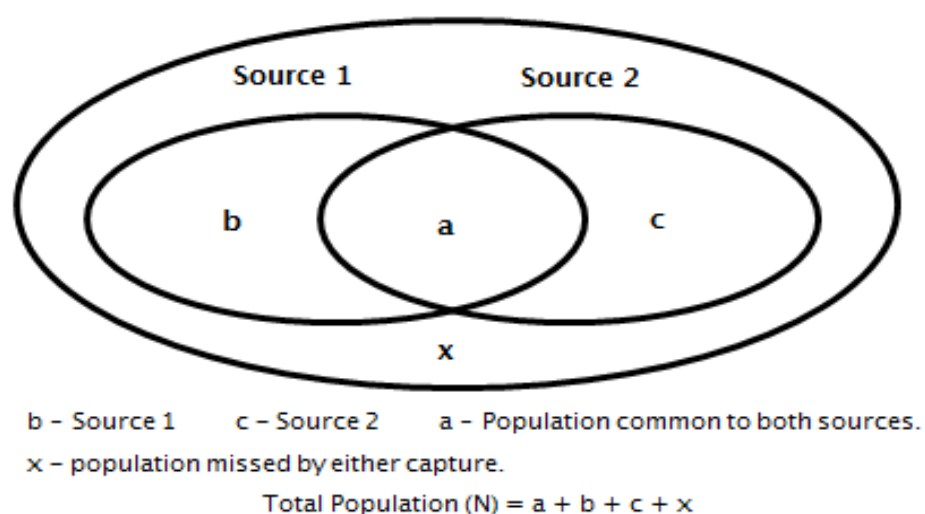 Source 1 Source 2
b a c
x
b – Source 1 c – Source 2 a – Population common to both sources.
x – population missed by either capture.
Total Population (N) = a + b + c + x